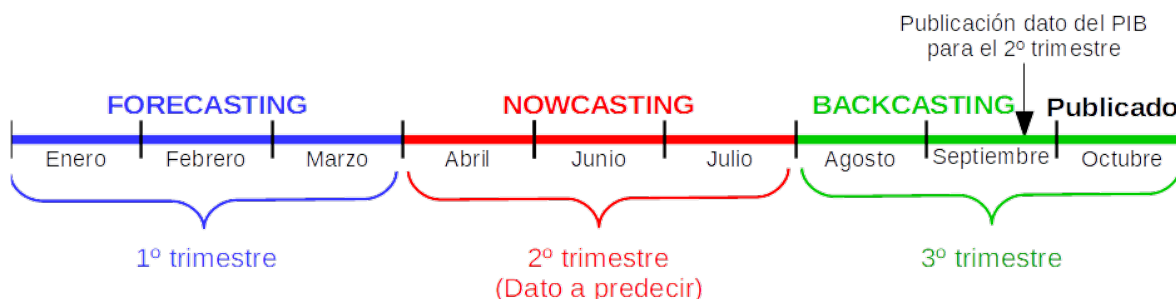 Publicación dato del PIB
para el 2º trimestre
FORECASTING NOWCASTING BACKCASTING Publicado
Enero Febrero Marzo Abril Junio Julio Agosto Septiembre Octubre
1º trimestre 2º trimestre 3º trimestre
(Dato a predecir)